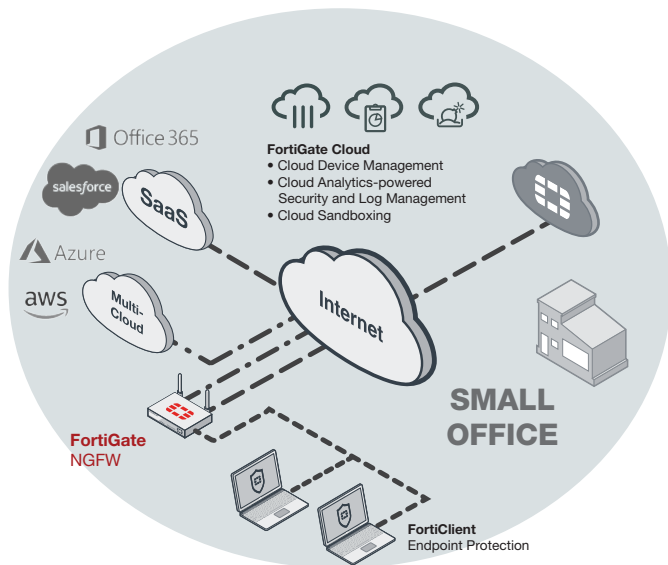 Office 365
salesforce
SaaS
Azure
aws
Multi-
Cloud
FortiGate Cloud
• Cloud Device Management
• Cloud Analytics-powered
Security and Log Management
• Cloud Sandboxing
Internet
SMALL
OFFICE
FortiGate
NGFW
FortiClient
Endpoint Protection